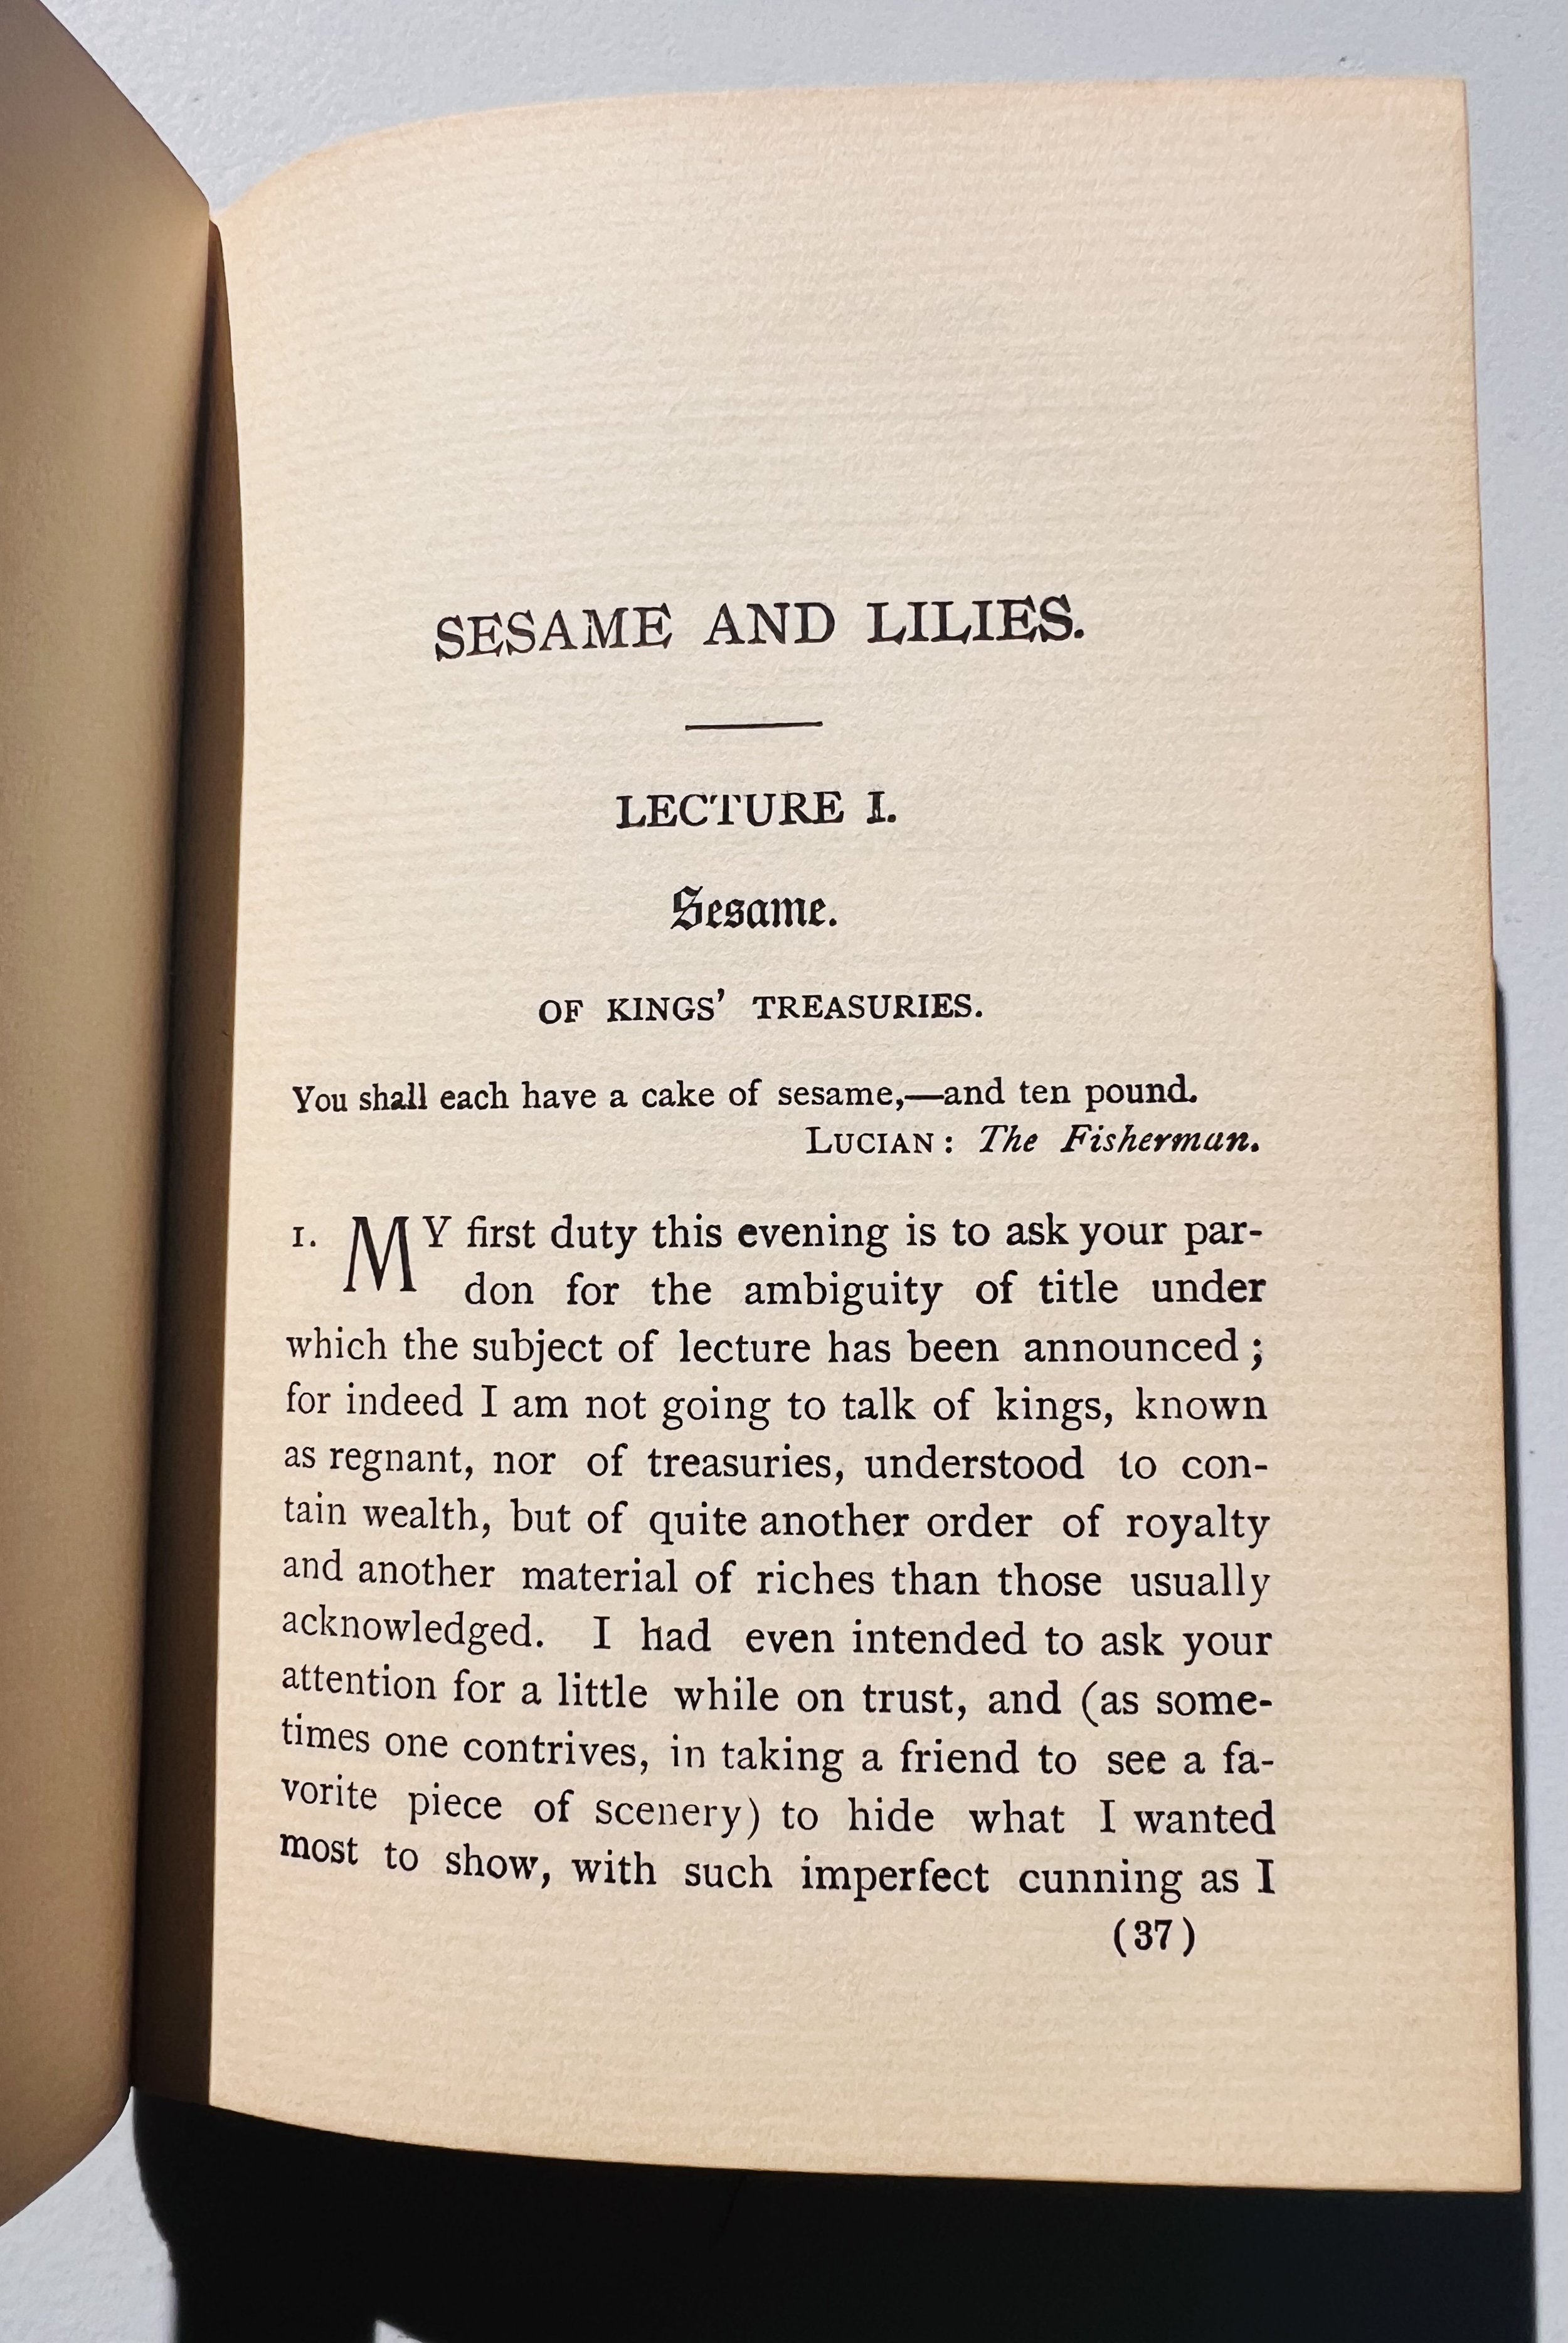 SESAME AND LILIES.
LECTURE I.
Sesame.
OF KINGS' TREASURIES.
You shall each have a cake of sesame,—and ten pound.
LUCIAN: The Fisherman.
1. MY first duty this evening is to ask your par-
don for the ambiguity of title under
which the subject of lecture has been announced;
for indeed I am not going to talk of kings, known
as regnant, nor of treasuries, understood to con-
tain wealth, but of quite another order of royalty
and another material of riches than those usually
acknowledged. I had even intended to ask your
attention for a little while on trust, and (as some-
times one contrives, in taking a friend to see a fa-
vorite piece of scenery) to hide what I wanted
most to show, with such imperfect cunning as I
(37)